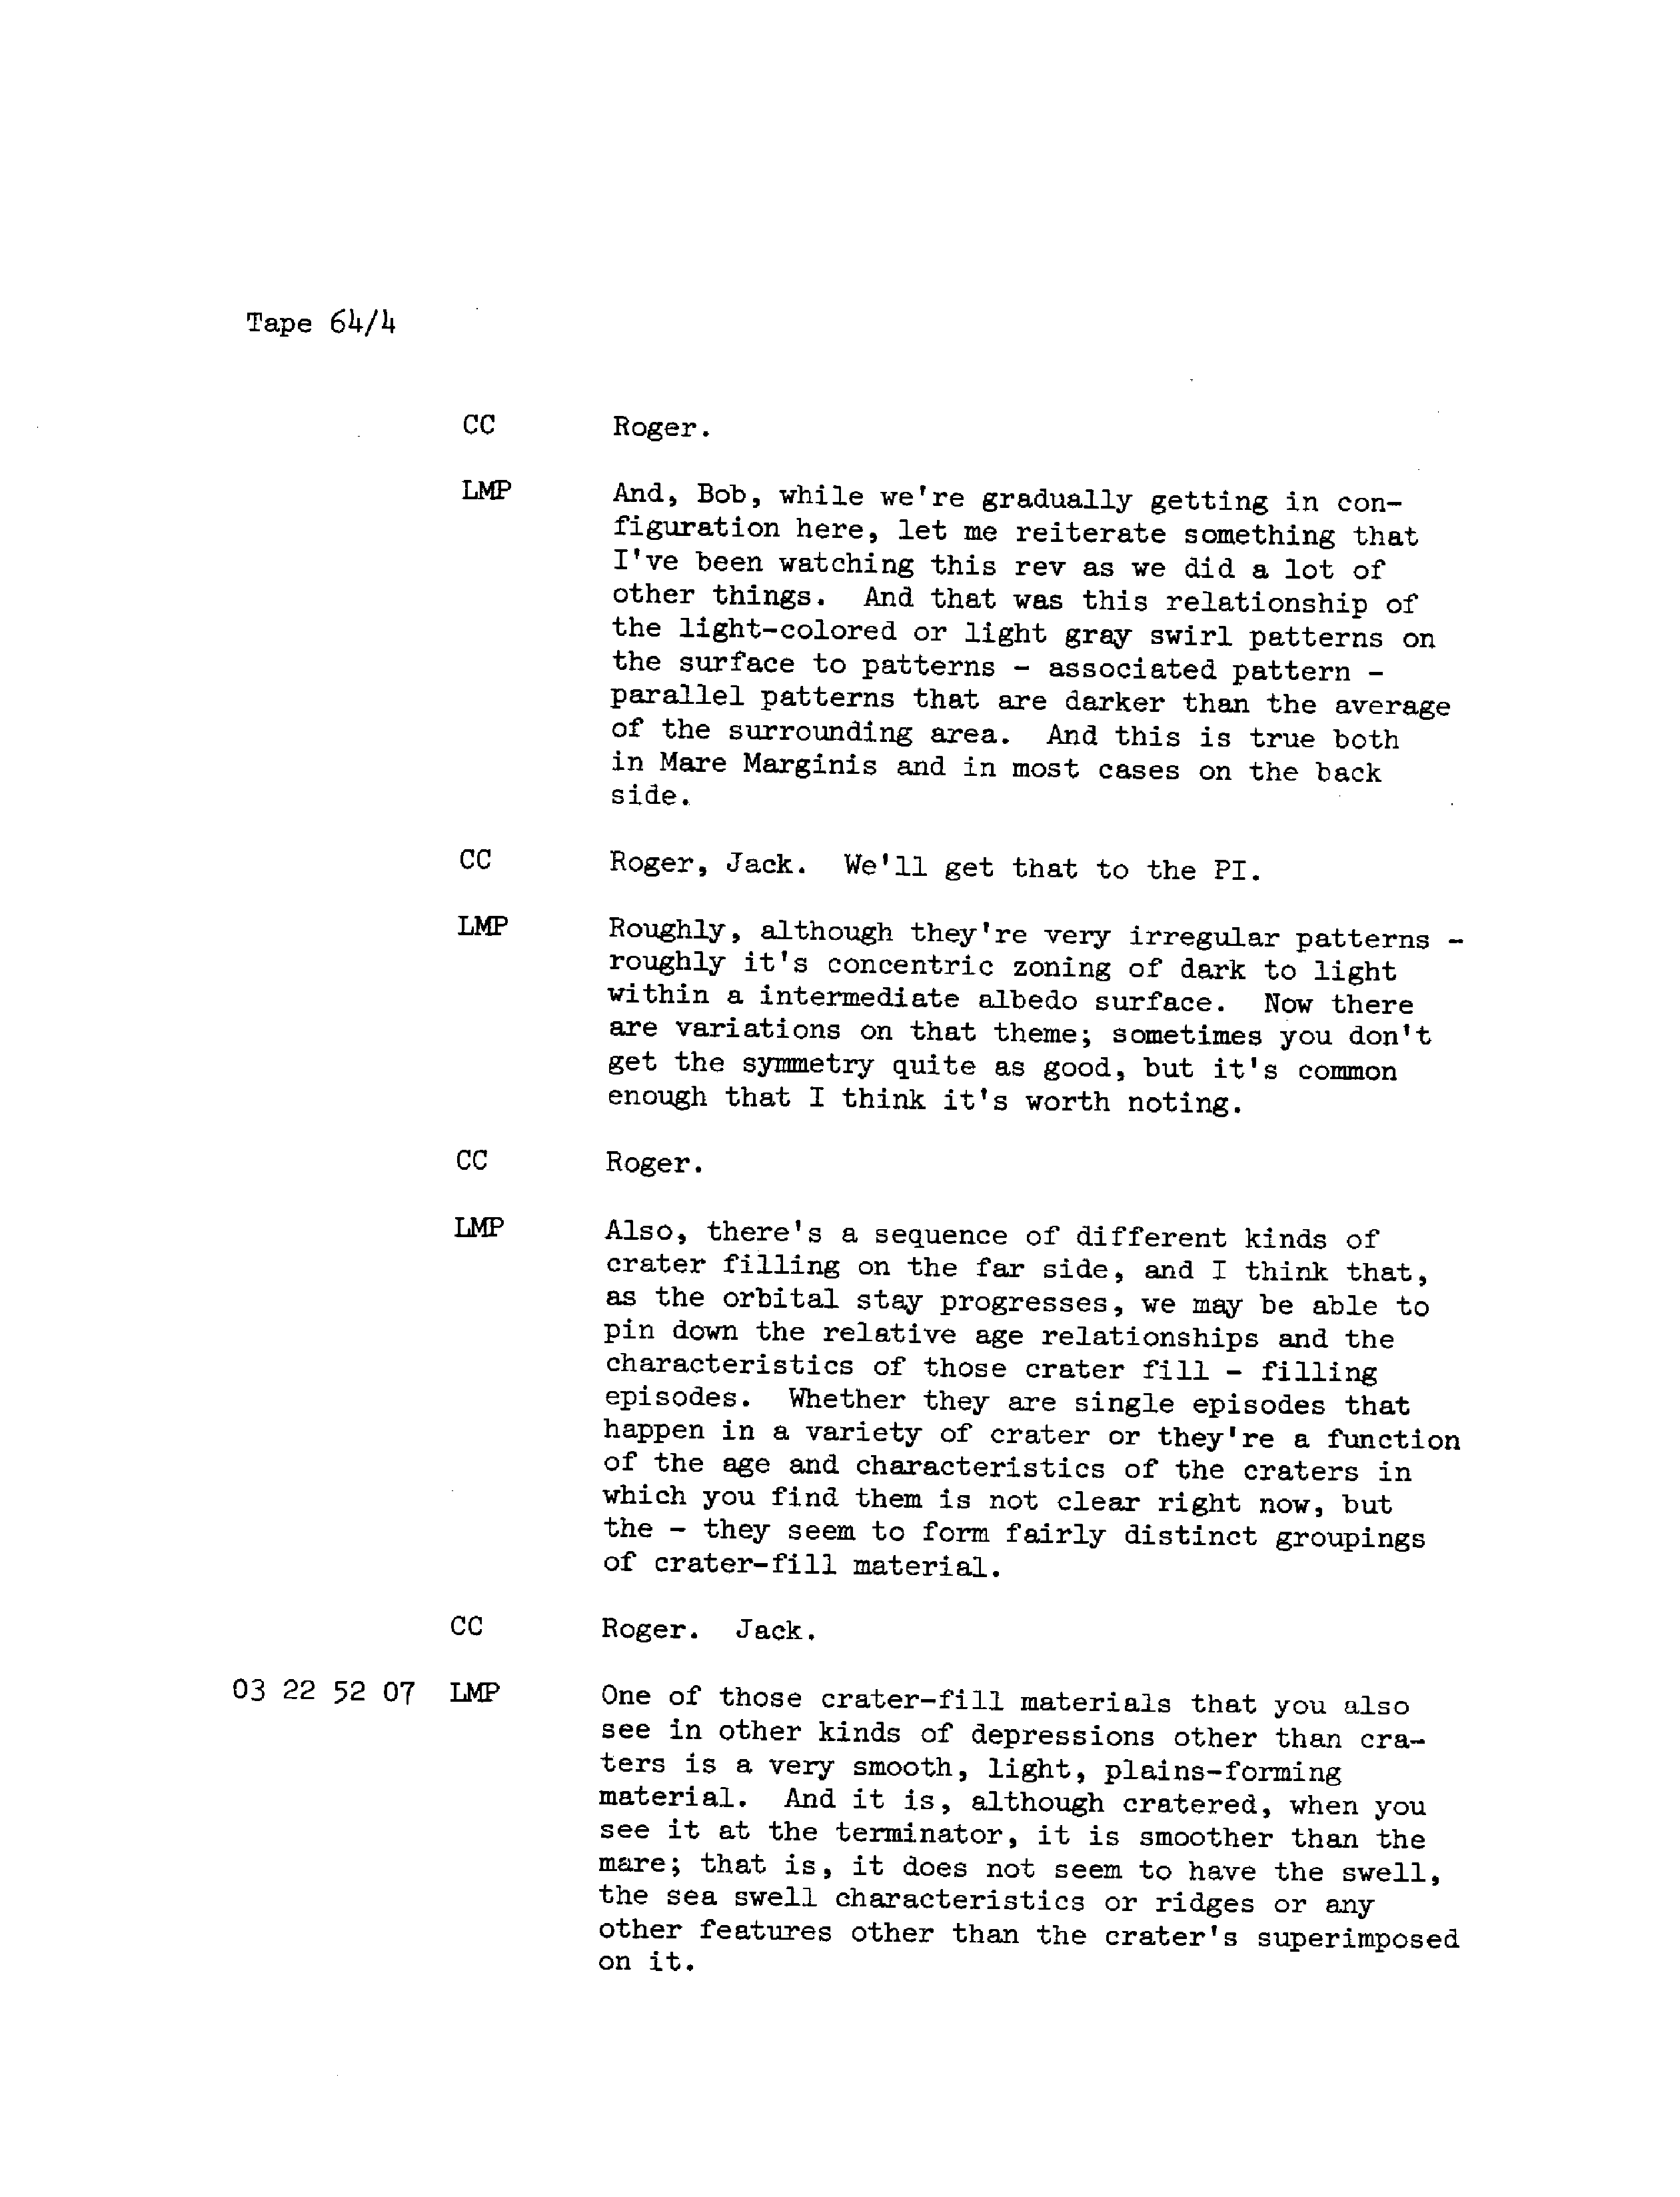 Tape 64/4
CC Roger.
LMP And, Bob, while we're gradually getting in con-
figuration here, let me reiterate something that
I've been watching this rev as we did a lot of
other things. And that was this relationship of
the light-colored or light gray swirl patterns on
the surface to patterns - associated pattern -
parallel patterns that are darker than the average
of the surrounding area. And this is true both
in Mare Marginis and in most cases on the back
side.
CC Roger, Jack. We'll get that to the PI.
LMP Roughly, although they're very irregular patterns -
roughly it's concentric zoning of dark to light
within a intermediate albedo surface. Now there
are variations on that theme; sometimes you don't
get the symmetry quite as good, but it's common
enough that I think it's worth noting.
CC Roger.
LMP Also, there's a sequence of different kinds of
crater filling on the far side, and I think that,
as the orbital stay progresses, we may be able to
pin down the relative age relationships and the
characteristics of those crater fill - filling
episodes. Whether they are single episodes that
happen in a variety of crater or they're a function
of the age and characteristics of the craters in
which you find them is not clear right now, but
the - they seem to form fairly distinct groupings
of crater-fill material.
CC Roger. Jack.
03 22 52 07 LMP One of those crater-fill materials that you also
see in other kinds of depressions other than cra-
ters is a very smooth, light, plains-forming
material. And it is, although cratered, when you
see it at the terminator, it is smoother than the
mare; that is, it does not seem to have the swell,
the sea swell characteristics or ridges or any
other features other than the crater's superimposed
on it.